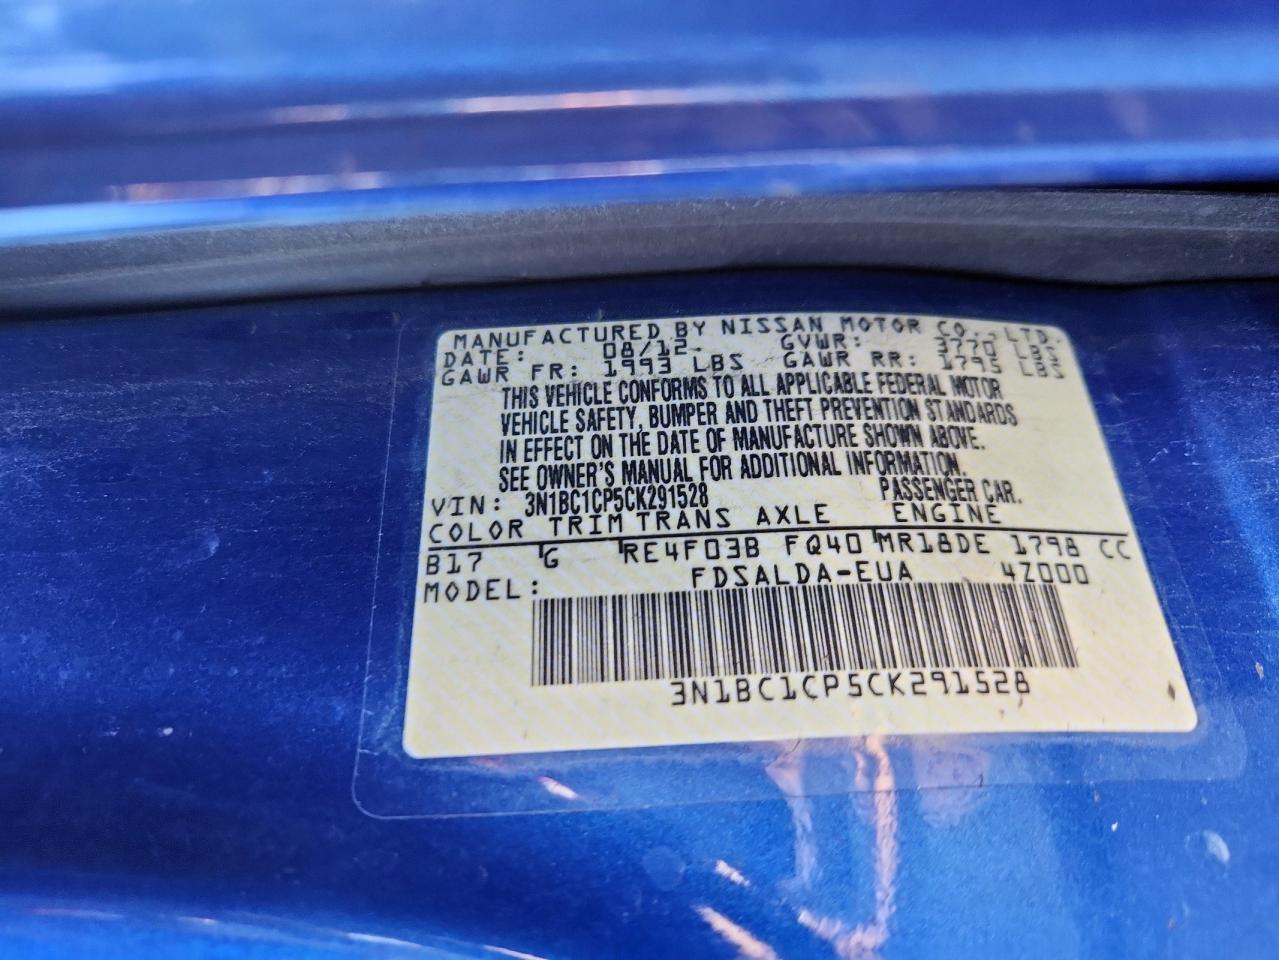 MANUFACTURED BY NISSAN MOTOR CO., LTD.
DATE: 08/12 GVWR: 3770 LBS
GAWR FR: 1993 LBS GAWR RR: 1795 LBS
THIS VEHICLE CONFORMS TO ALL APPLICABLE FEDERAL MOTOR
VEHICLE SAFETY, BUMPER AND THEFT PREVENTION STANDARDS
IN EFFECT ON THE DATE OF MANUFACTURE SHOWN ABOVE.
SEE OWNER'S MANUAL FOR ADDITIONAL INFORMATION.
VIN: 3N1BC1CP5CK291528 PASSENGER CAR.
COLOR TRIM TRANS AXLE ENGINE
B17 G RE4F03B FQ40 MR18DE 1798 CC
MODEL: FDSALDA-EUA 4Z000
3N1BC1CP5CK291528